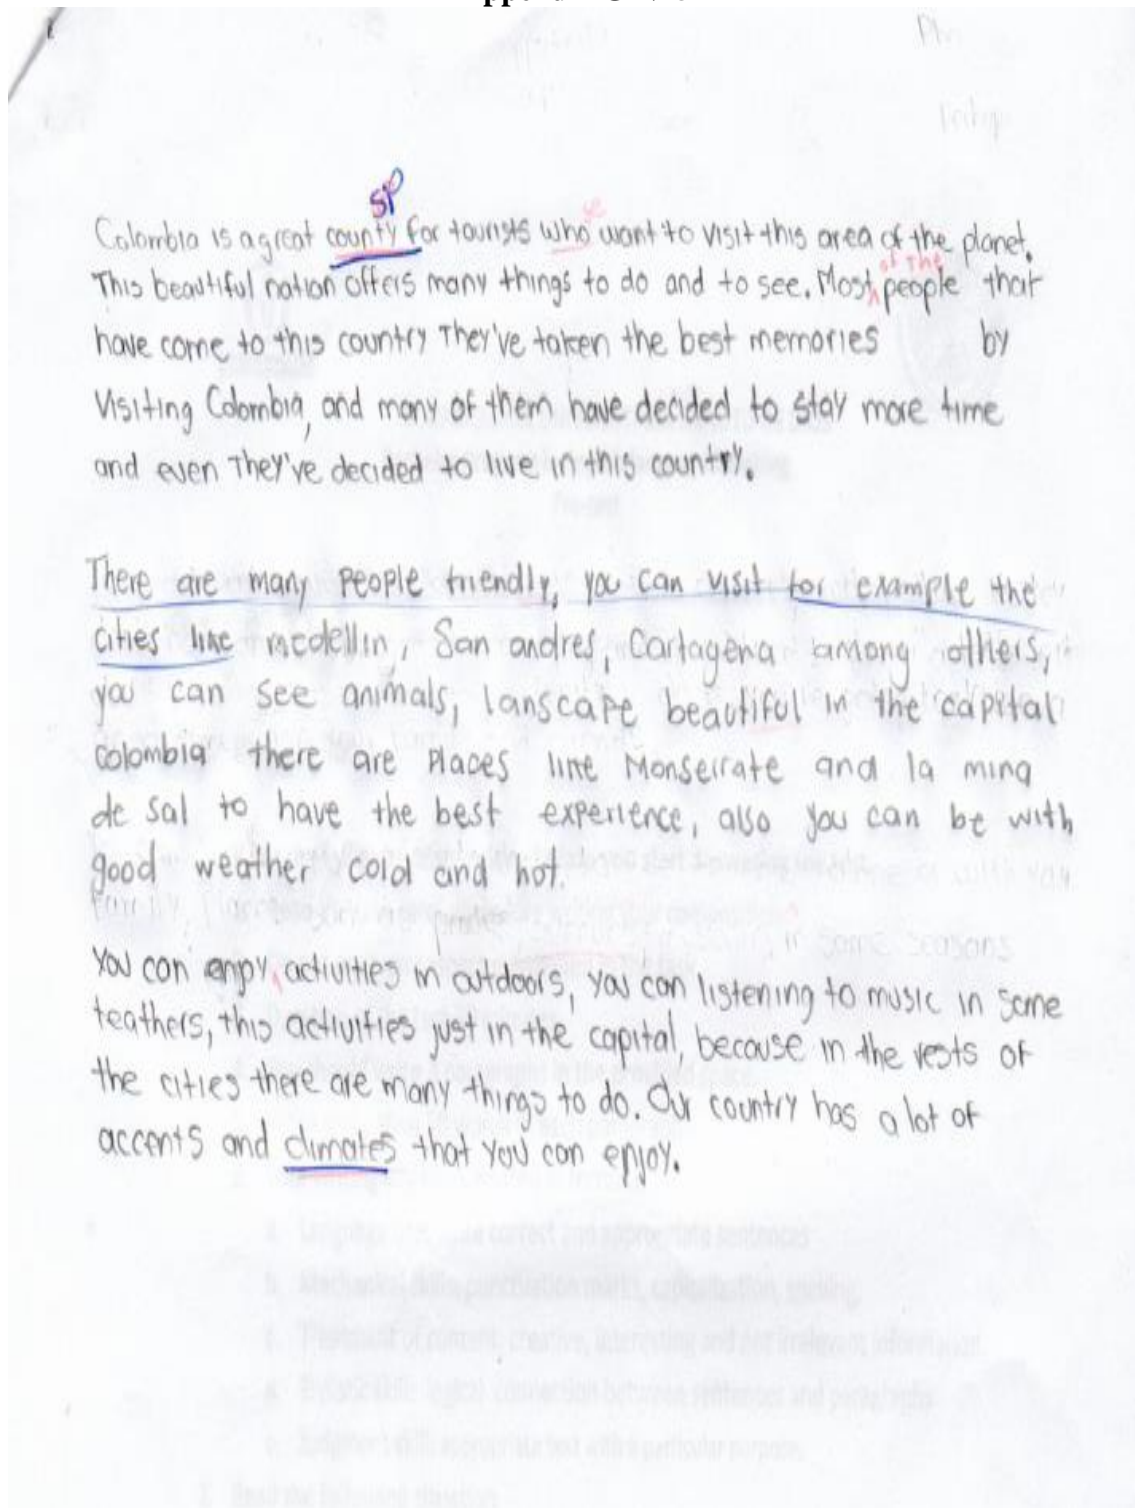 SP
Colombia is a great county for tourists who want to visit this area of the planet.
of the
This beautiful nation offers many things to do and to see. Most people that
have come to this country They've taken the best memories by
Visiting Colombia, and many of them have decided to stay more time
and even They've decided to live in this country.
There are many people friendly, you can visit for example the
cities like medellin, San andres, Cartagena among others,
you can see animals, lanscape beautiful in the capital
colombia there are Places like Monserrate and la mina
de sal to have the best experience, also you can be with
good weather cold and hot.
You can enjoy activities in outdoors, you can listening to music in some
teathers, this activities just in the capital, because in the rests of
the cities there are many things to do. Our country has a lot of
accents and climates that you can enjoy.